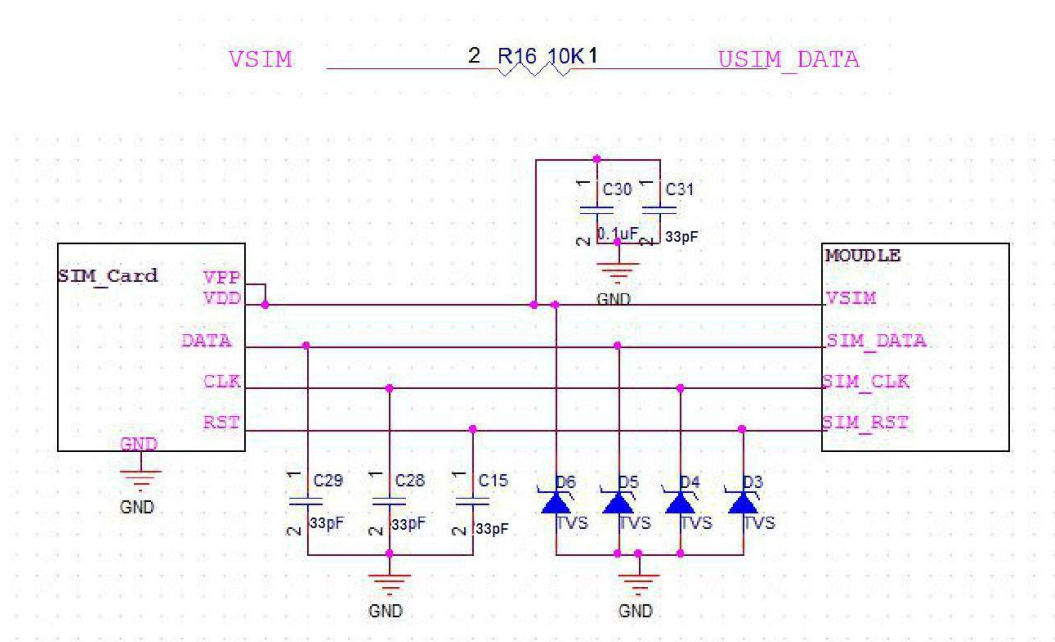 VSIM 2 R16 10K 1 USIM_DATA
1 C30 1 C31
2 0.1uF 2 33pF
GND
SIM_Card
VPP
VDD
DATA
CLK
RST
GND
GND
MOUDLE
VSIM
SIM_DATA
SIM_CLK
SIM_RST
1 C29 1 C28 1 C15
2 33pF 2 33pF 2 33pF
GND
D6 D5 D4 D3
TVS TVS TVS TVS
GND